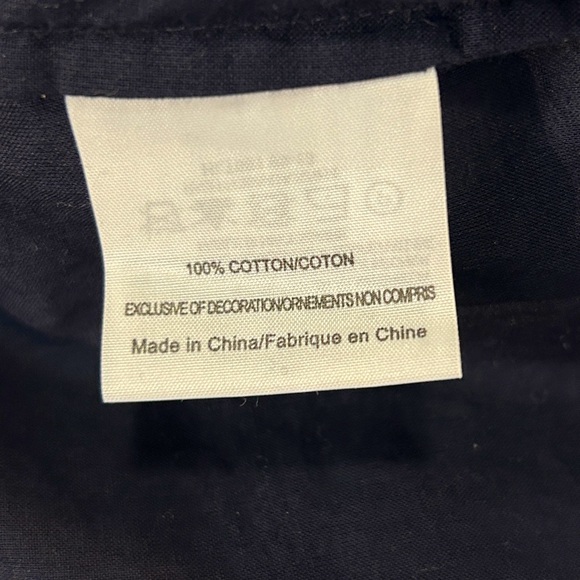 100% COTTON/COTON
EXCLUSIVE OF DECORATION/ORNEMENTS NON COMPRIS
Made in China/Fabrique en Chine